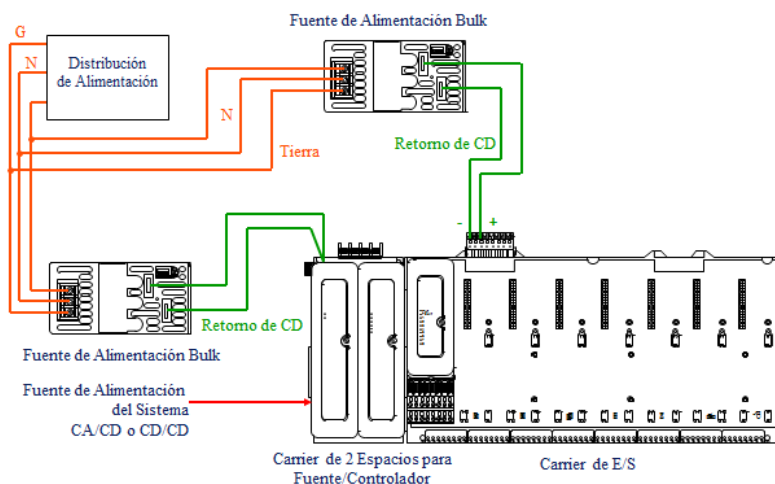 Fuente de Alimentación Bulk
G
Distribución
de Alimentación
N
N
Tierra
Retorno de CD
-
+
Retorno de CD
Fuente de Alimentación Bulk
Fuente de Alimentación
del Sistema
CA/CD o CD/CD
Carrier de 2 Espacios para
Fuente/Controlador
Carrier de E/S